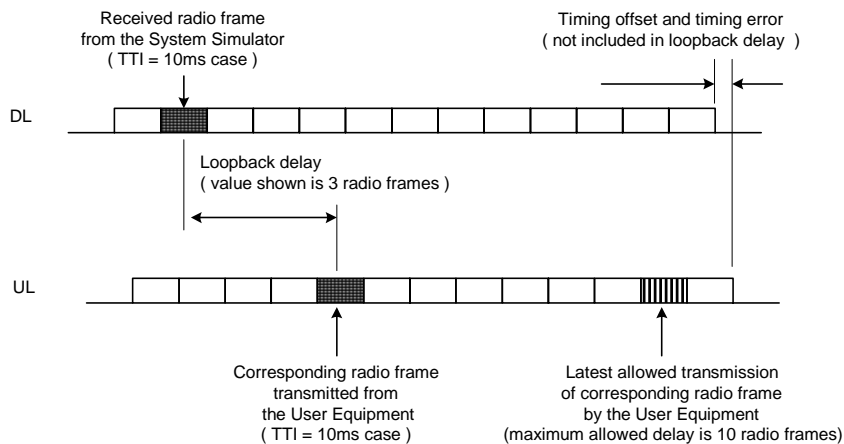 Received radio frame
from the System Simulator
( TTI = 10ms case )
Timing offset and timing error
( not included in loopback delay )
DL
Loopback delay
( value shown is 3 radio frames )
UL
Corresponding radio frame
transmitted from
the User Equipment
( TTI = 10ms case )
Latest allowed transmission
of corresponding radio frame
by the User Equipment
(maximum allowed delay is 10 radio frames)